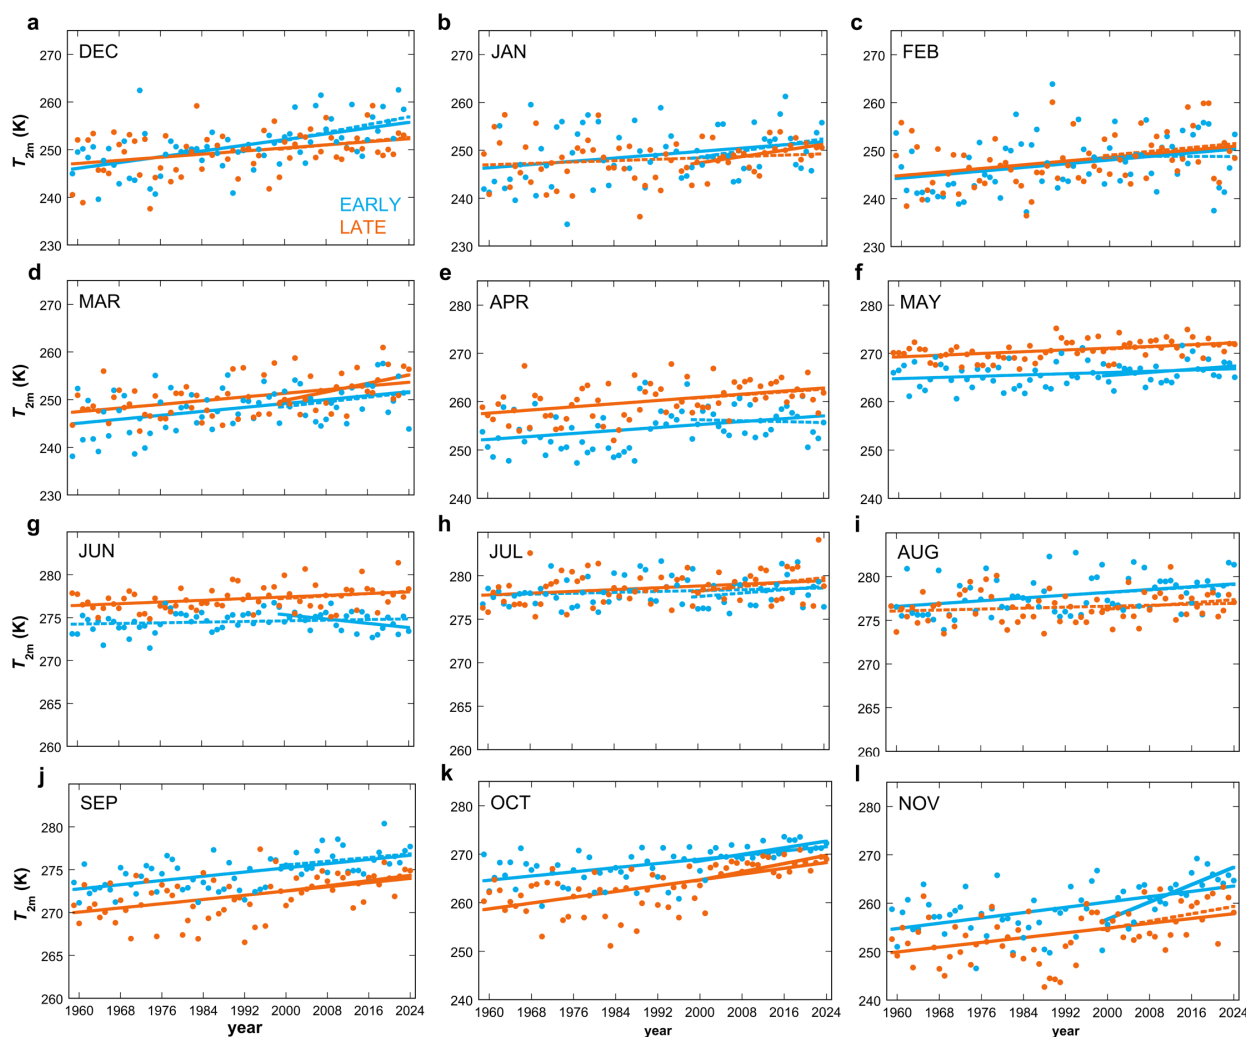 a
DEC
270
260
250
240
230
T2m (K)
EARLY
LATE
b
JAN
270
260
250
240
230
c
FEB
270
260
250
240
230
d
MAR
270
260
250
240
230
T2m (K)
e
APR
280
270
260
250
240
f
MAY
280
270
260
250
240
g
JUN
280
275
270
265
260
T2m (K)
h
JUL
280
275
270
265
260
i
AUG
280
275
270
265
260
j
SEP
280
275
270
265
260
T2m (K)
1960 1968 1976 1984 1992 2000 2008 2016 2024
year
k
OCT
280
270
260
250
240
1960 1968 1976 1984 1992 2000 2008 2016 2024
year
l
NOV
280
270
260
250
240
1960 1968 1976 1984 1992 2000 2008 2016 2024
year